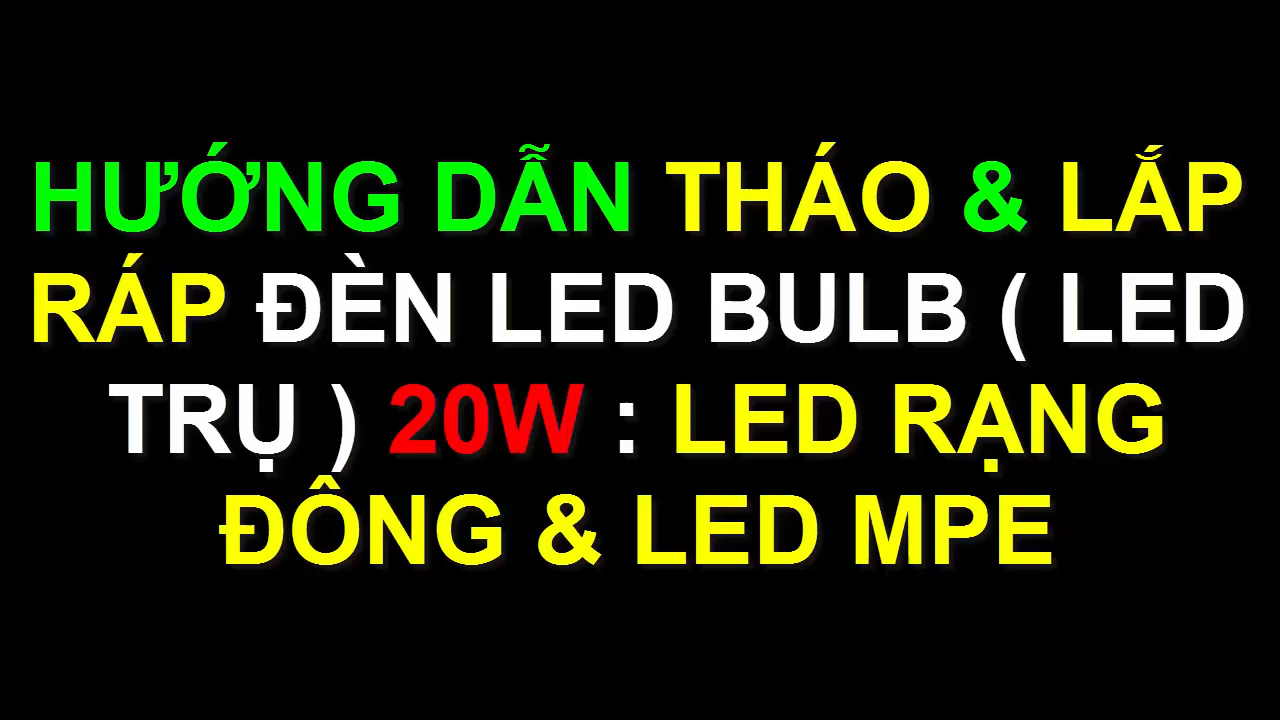 HƯỚNG DẪN THÁO & LẮP
RÁP ĐÈN LED BULB ( LED
TRỤ ) 20W : LED RẠNG
ĐÔNG & LED MPE